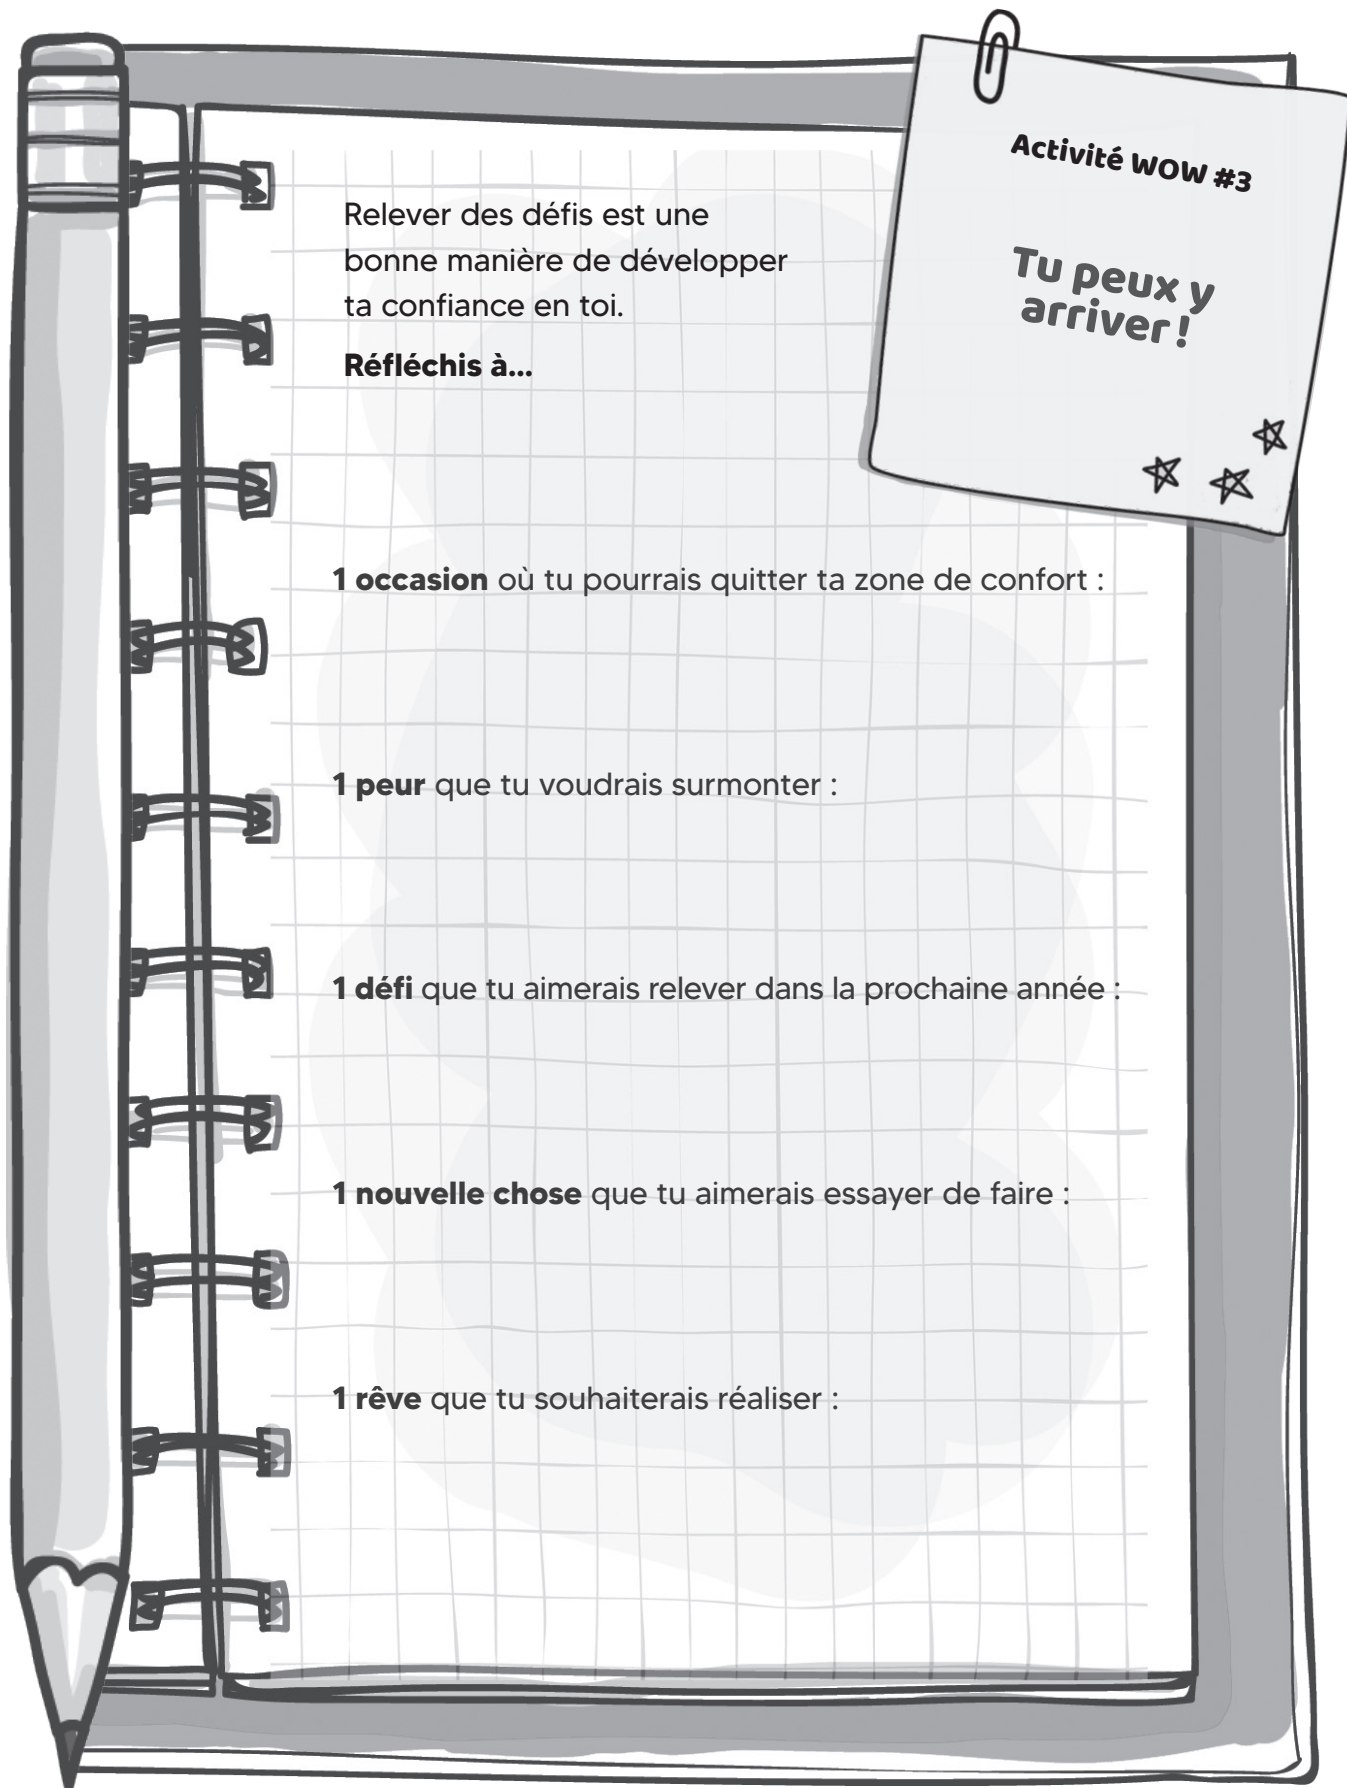 Activité WOW #3
Tu peux y
arriver !
Relever des défis est une
bonne manière de développer
ta confiance en toi.
Réfléchis à...
1 occasion où tu pourrais quitter ta zone de confort :
1 peur que tu voudrais surmonter :
1 défi que tu aimerais relever dans la prochaine année :
1 nouvelle chose que tu aimerais essayer de faire :
1 rêve que tu souhaiterais réaliser :